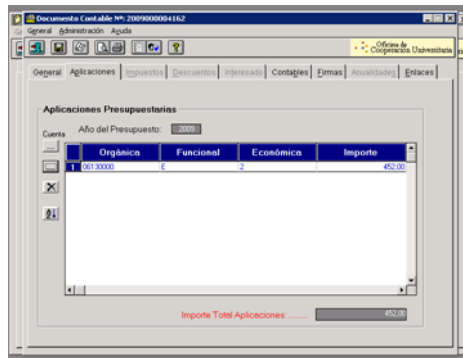 Documento Contable Nº: 20090000004162
General Administración Ayuda
Oficina de
Cooperación Universitaria
General Aplicaciones Impuestos Descuentos Interesado Contables Firmas Anualidades Enlaces
Aplicaciones Presupuestarias
Cuenta
Año del Presupuesto: 2009
Orgánica Funcional Económica Importe
1 06130000 E 2 452,00
Importe Total Aplicaciones: ........ 452,00